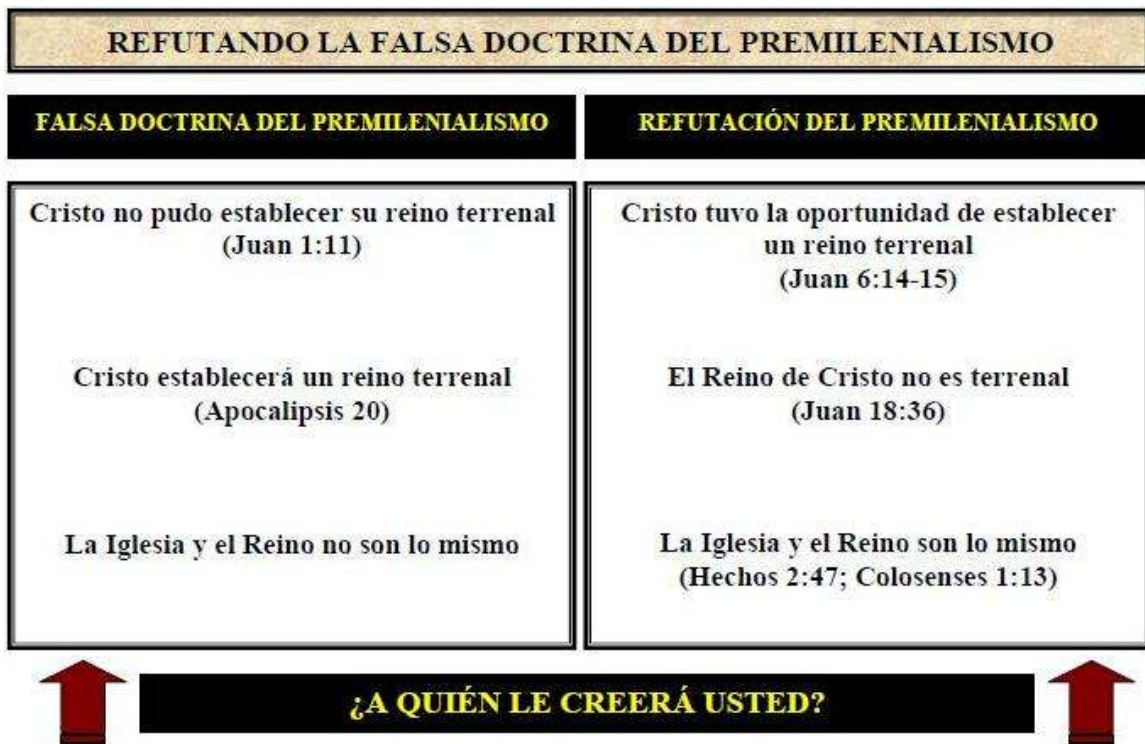 REFUTANDO LA FALSA DOCTRINA DEL PREMILENIALISMO
FALSA DOCTRINA DEL PREMILENIALISMO
Cristo no pudo establecer su reino terrenal
(Juan 1:11)
Cristo establecerá un reino terrenal
(Apocalipsis 20)
La Iglesia y el Reino no son lo mismo
REFUTACIÓN DEL PREMILENIALISMO
Cristo tuvo la oportunidad de establecer
un reino terrenal
(Juan 6:14-15)
El Reino de Cristo no es terrenal
(Juan 18:36)
La Iglesia y el Reino son lo mismo
(Hechos 2:47; Colosenses 1:13)
¿A QUIÉN LE CREERÁ USTED?